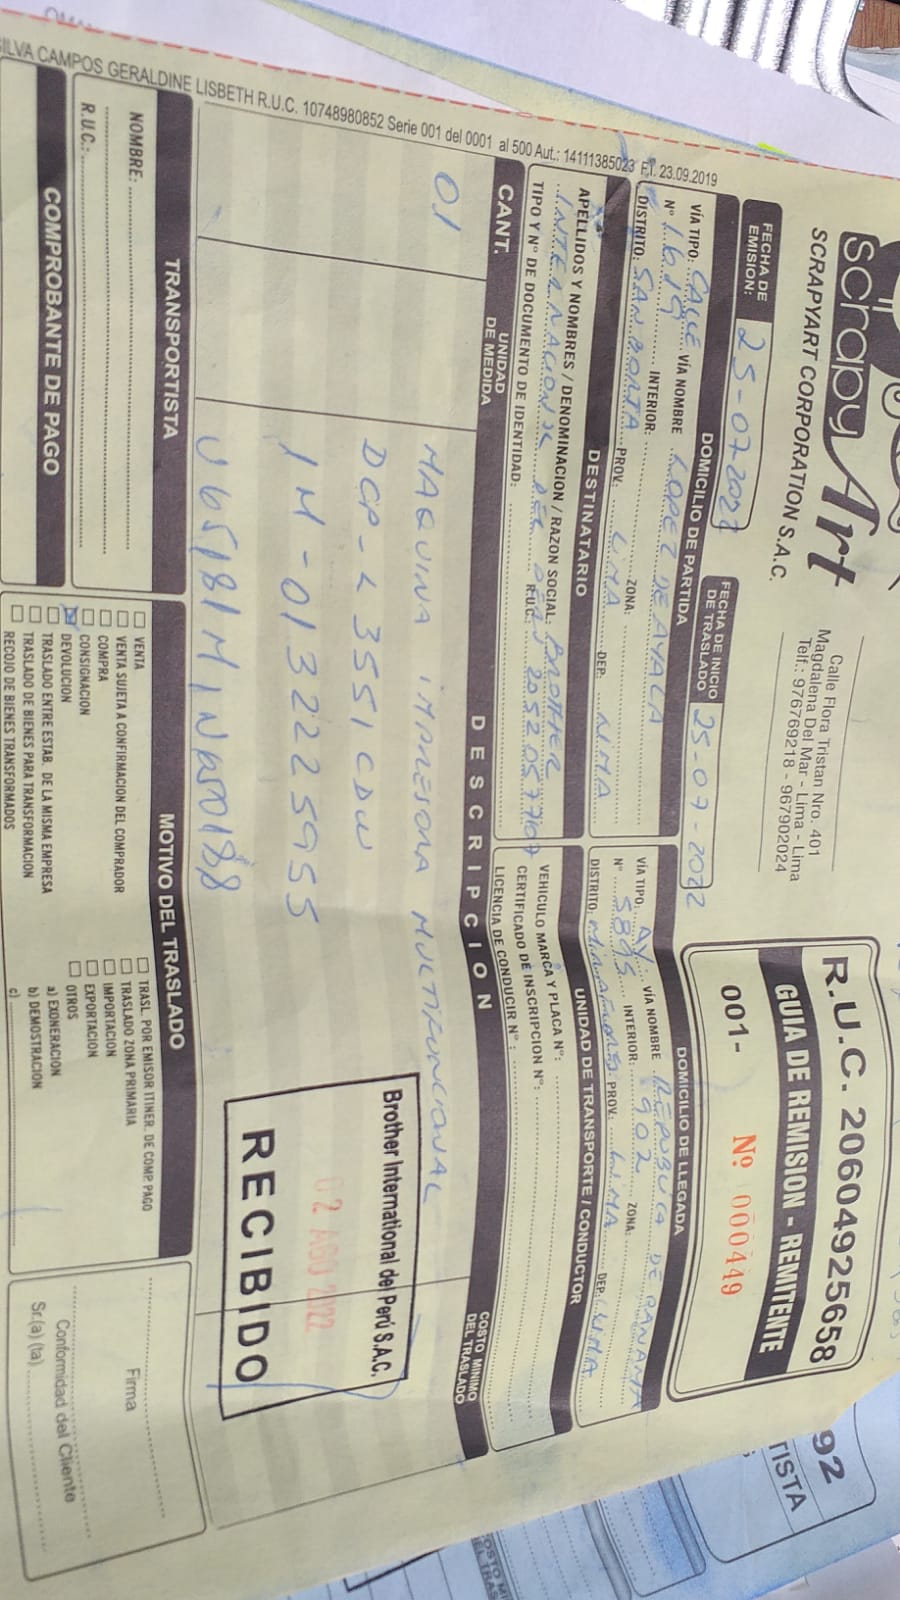 Scrapy Art
SCRAPYART CORPORATION S.A.C.
Calle Flora Tristan Nro. 401
Magdalena Del Mar - Lima - Lima
Telf.: 976769218 - 967902024
R.U.C. 20604925658
GUIA DE REMISION - REMITENTE
001- Nº 000449
FECHA DE EMISION: 25-07-2022
FECHA DE INICIO DE TRASLADO 25-07-2022
DOMICILIO DE PARTIDA
VÍA TIPO: CALLE VÍA NOMBRE LOPEZ DE AYALA
Nº 1619 INTERIOR: ZONA:
DISTRITO: SAN BORJA PROV.: LIMA DEP.: LIMA
DOMICILIO DE LLEGADA
VÍA TIPO: AV. VÍA NOMBRE REPUBLICA DE PANAMA
Nº 5895 INTERIOR: 902 ZONA:
DISTRITO: MIRAFLORES PROV.: LIMA DEP.: LIMA
DESTINATARIO
APELLIDOS Y NOMBRES / DENOMINACION / RAZON SOCIAL: BROTHER
INTERNACIONAL DEL PERU R.U.C. 20520577107
TIPO Y Nº DE DOCUMENTO DE IDENTIDAD:
UNIDAD DE TRANSPORTE / CONDUCTOR
VEHICULO MARCA Y PLACA Nº:
CERTIFICADO DE INSCRIPCION Nº:
LICENCIA DE CONDUCIR Nº:
CANT. UNIDAD DE MEDIDA DESCRIPCION COSTO MINIMO DEL TRASLADO
01 MAQUINA IMPRESORA MULTIFUNCIONAL
DCP-L3551CDW
1M-0132225955
U65181M1N650188
Brother International del Perú S.A.C.
02 AGO 2022
RECIBIDO
TRANSPORTISTA
NOMBRE:
R.U.C.:
COMPROBANTE DE PAGO
MOTIVO DEL TRASLADO
VENTA
VENTA SUJETA A CONFIRMACION DEL COMPRADOR
COMPRA
CONSIGNACION
DEVOLUCION
TRASLADO ENTRE ESTAB. DE LA MISMA EMPRESA
TRASLADO DE BIENES PARA TRANSFORMACION
RECOJO DE BIENES TRANSFORMADOS
TRASL. POR EMISOR ITINER. DE COMP. PAGO
TRASLADO ZONA PRIMARIA
IMPORTACION
EXPORTACION
OTROS
a) EXONERACION
b) DEMOSTRACION
c)
Firma
Conformidad del Cliente
Sr.(a) (ta)
SILVA CAMPOS GERALDINE LISBETH R.U.C. 10748980852 Serie 001 del 0001 al 500 Aut.: 14111385023 F.I. 23.09.2019
92
TISTA